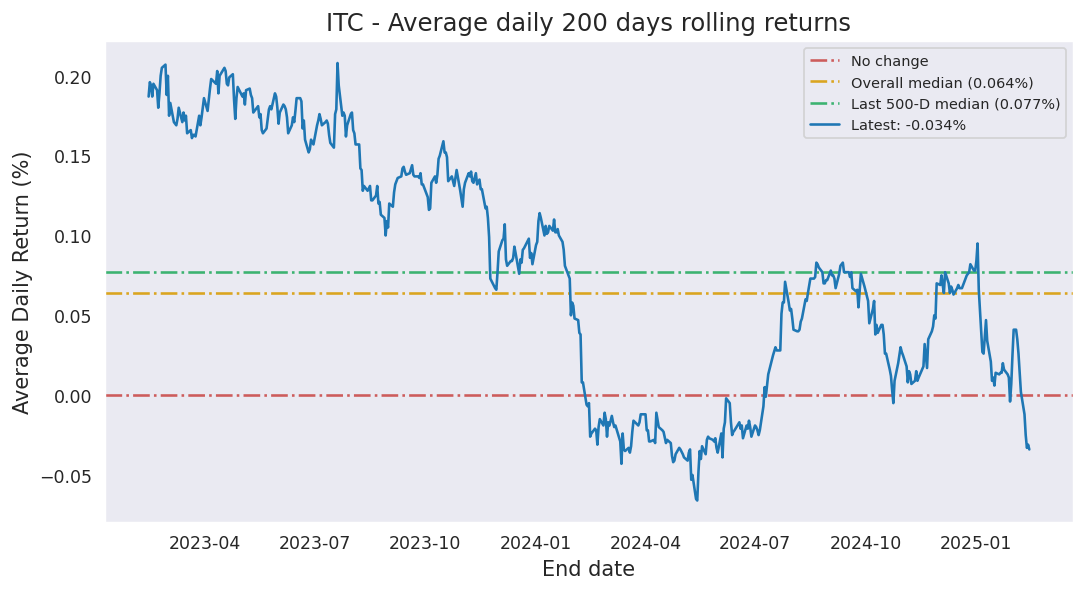 ITC - Average daily 200 days rolling returns
No change
Overall median (0.064%)
Last 500-D median (0.077%)
Latest: -0.034%
Average Daily Return (%)
0.20
0.15
0.10
0.05
0.00
−0.05
2023-04 2023-07 2023-10 2024-01 2024-04 2024-07 2024-10 2025-01
End date